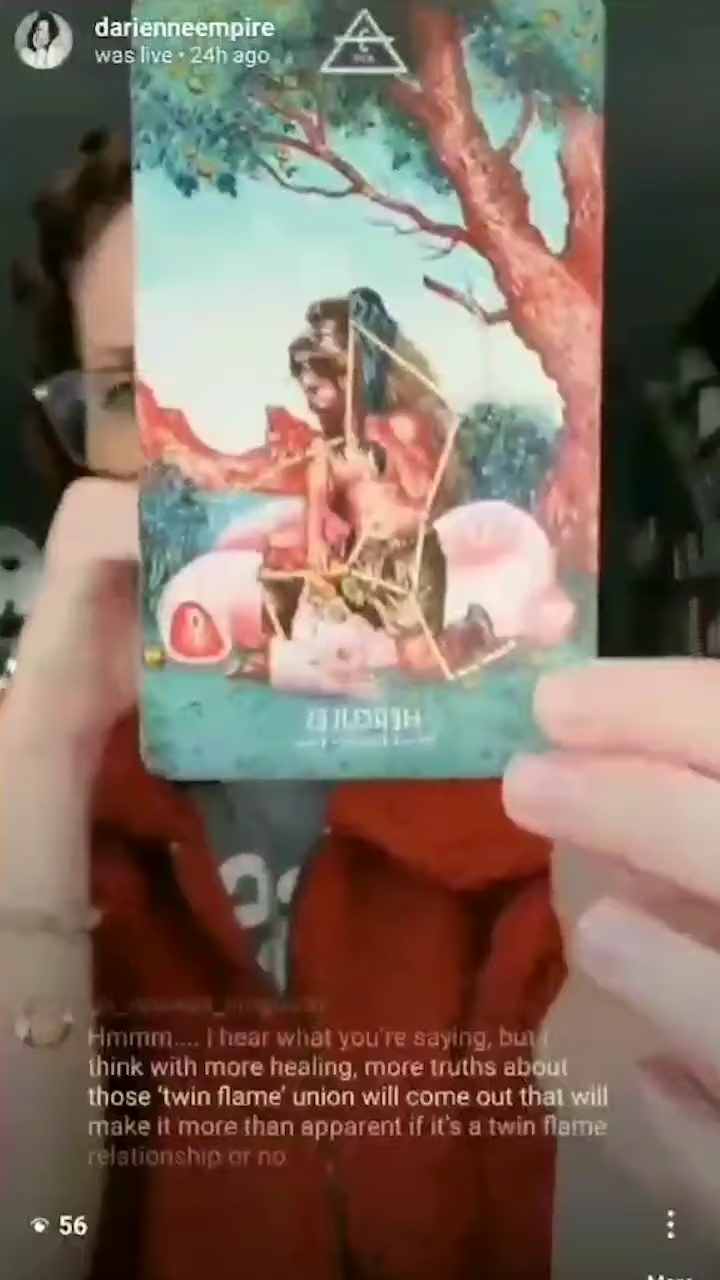 darienneempire
was live • 24h ago
HERCULES
Hmmm.... I hear what you're saying, but I
think with more healing, more truths about
those 'twin flame' union will come out that will
make it more than apparent if it's a twin flame
relationship or no
56